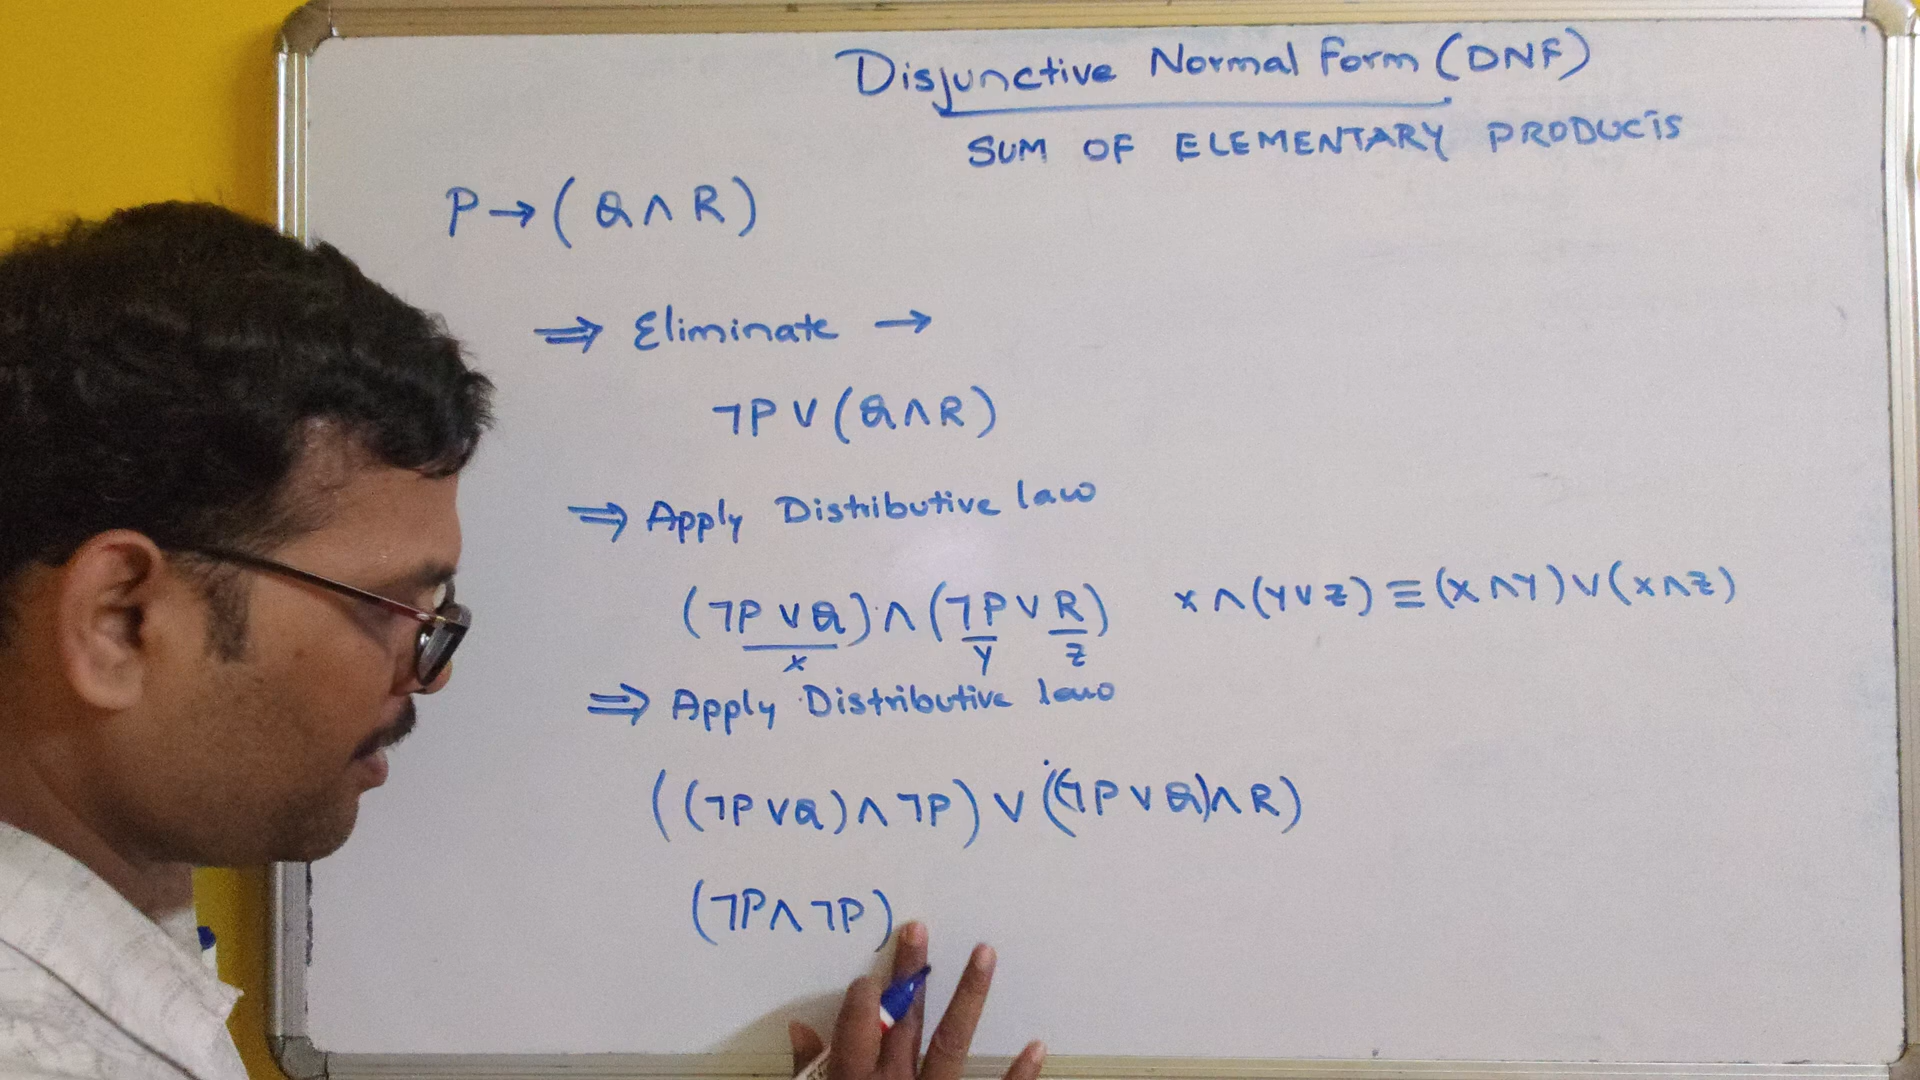 Disjunctive Normal Form (DNF)
SUM OF ELEMENTARY PRODUCTS
P → ( Q ∧ R )
⇒ Eliminate →
¬P ∨ (Q ∧ R)
⇒ Apply Distributive law
(¬P ∨ Q) ∧ (¬P ∨ R) x ∧ (y ∨ z) ≡ (x ∧ y) ∨ (x ∧ z)
x y z
⇒ Apply Distributive law
((¬P ∨ Q) ∧ ¬P) ∨ ((¬P ∨ Q) ∧ R)
(¬P ∧ ¬P)